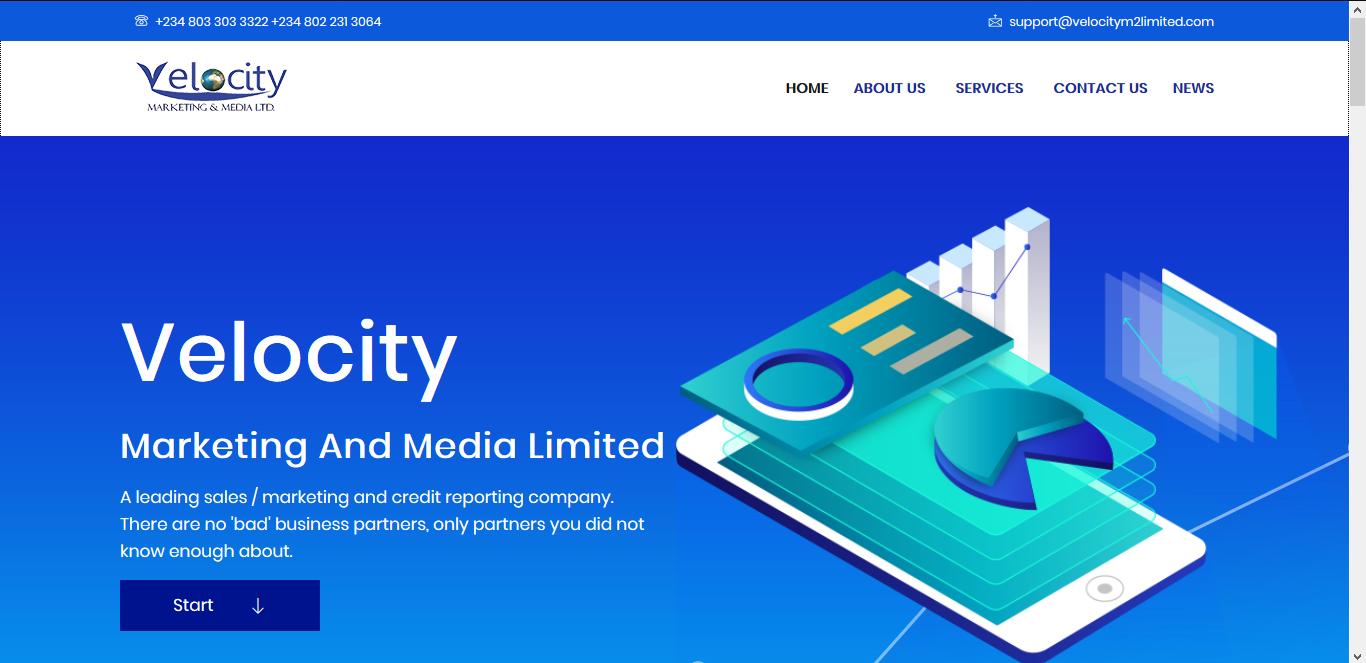 +234 803 303 3322 +234 802 231 3064
support@velocitym2limited.com
Velocity
MARKETING & MEDIA LTD.
HOME ABOUT US SERVICES CONTACT US NEWS
Velocity
Marketing And Media Limited
A leading sales / marketing and credit reporting company.
There are no 'bad' business partners, only partners you did not
know enough about.
Start